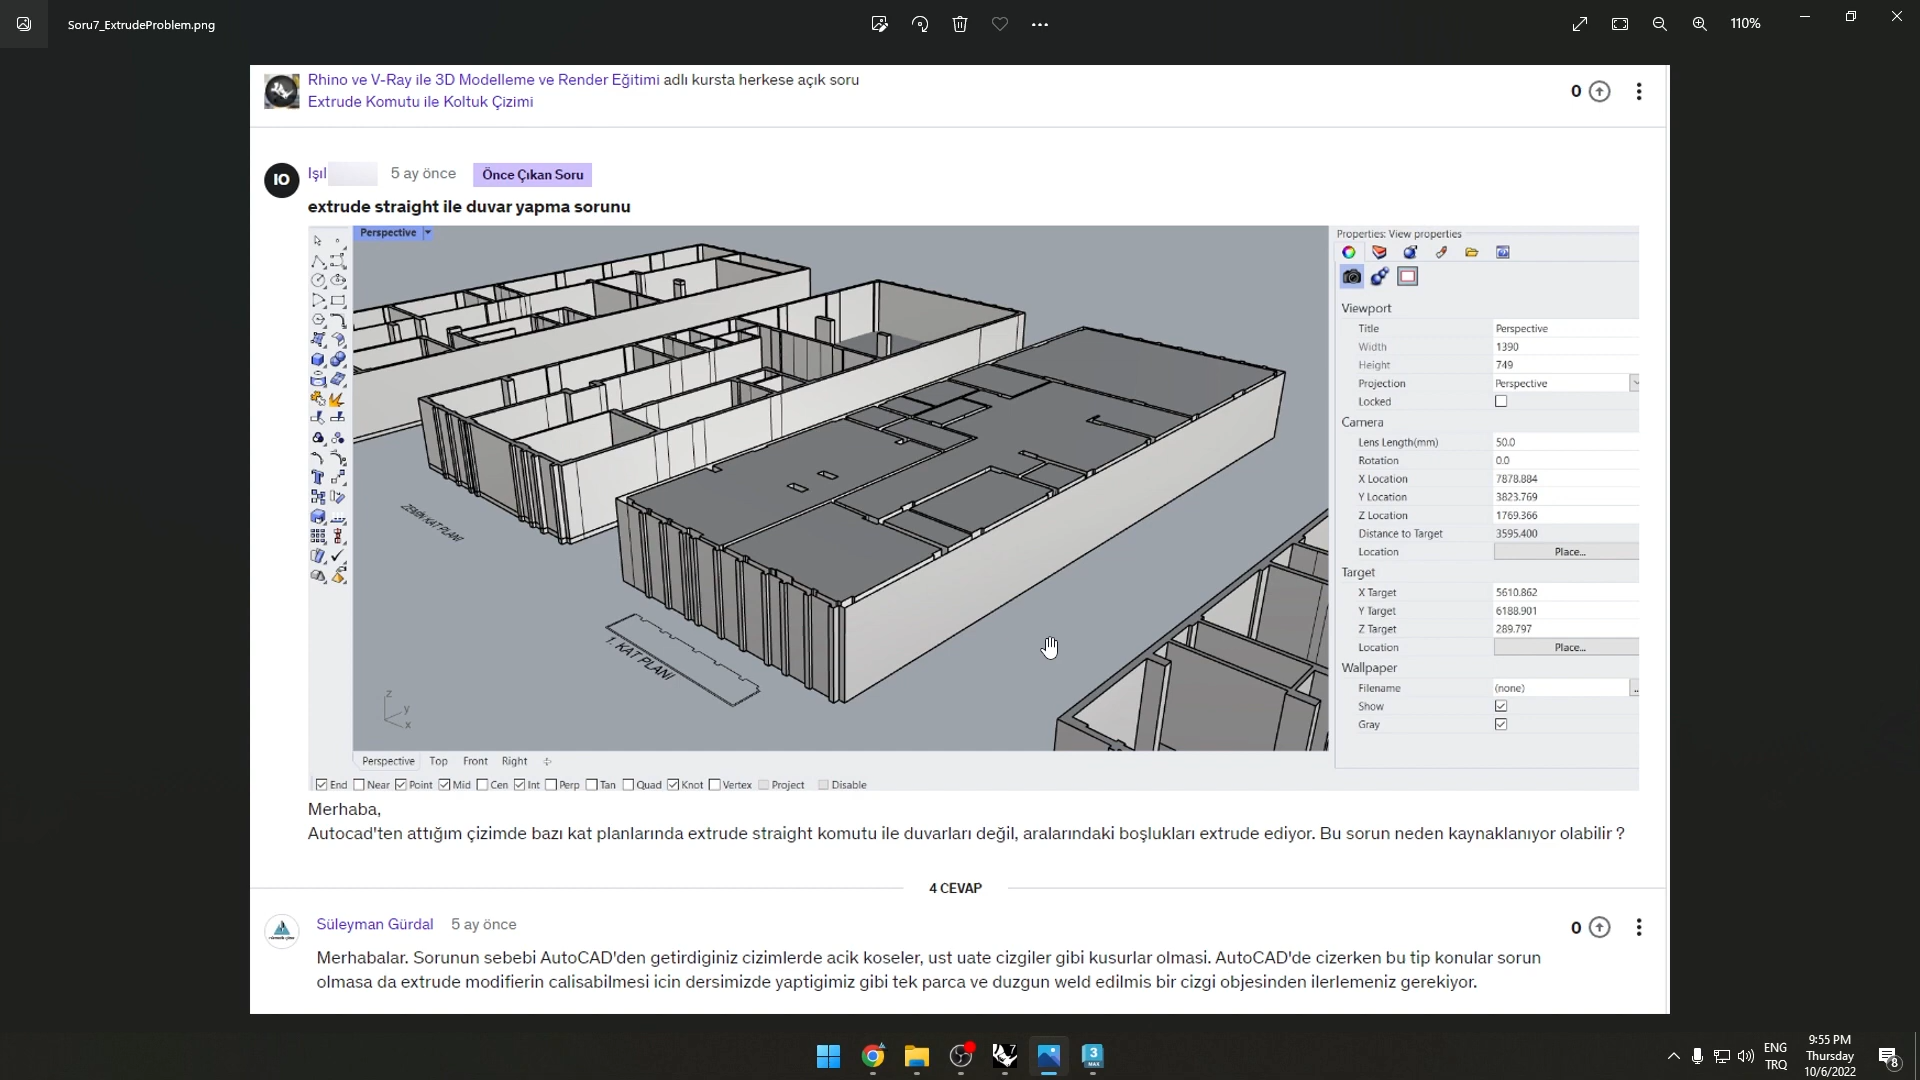 Soru7_ExtrudeProblem.png
110%
Rhino ve V-Ray ile 3D Modelleme ve Render Eğitimi adlı kursta herkese açık soru
0
Extrude Komutu ile Koltuk Çizimi
IO
Işıl
5 ay önce
Önce Çıkan Soru
extrude straight ile duvar yapma sorunu
Perspective
Properties: View properties
Viewport
Title Perspective
Width 1390
Height 749
Projection Perspective
Locked
Camera
Lens Length(mm) 50.0
Rotation 0.0
X Location 7878.884
Y Location 3823.769
Z Location 1769.366
Distance to Target 3595.400
Location Place...
Target
X Target 5610.862
Y Target 6188.901
Z Target 289.797
Location Place...
Wallpaper
Filename (none) ..
Show
Gray
ZEMİN KAT PLANI
1. KAT PLANI
z
y
x
Perspective Top Front Right
End Near Point Mid Cen Int Perp Tan Quad Knot Vertex Project Disable
Merhaba,
Autocad'ten attığım çizimde bazı kat planlarında extrude straight komutu ile duvarları değil, aralarındaki boşlukları extrude ediyor. Bu sorun neden kaynaklanıyor olabilir ?
4 CEVAP
Süleyman Gürdal 5 ay önce
0
Merhabalar. Sorunun sebebi AutoCAD'den getirdiginiz cizimlerde acik koseler, ust uate cizgiler gibi kusurlar olmasi. AutoCAD'de cizerken bu tip konular sorun
olmasa da extrude modifierin calisabilmesi icin dersimizde yaptigimiz gibi tek parca ve duzgun weld edilmis bir cizgi objesinden ilerlemeniz gerekiyor.
3
MAX
ENG
TRQ
9:55 PM
Thursday
10/6/2022
8